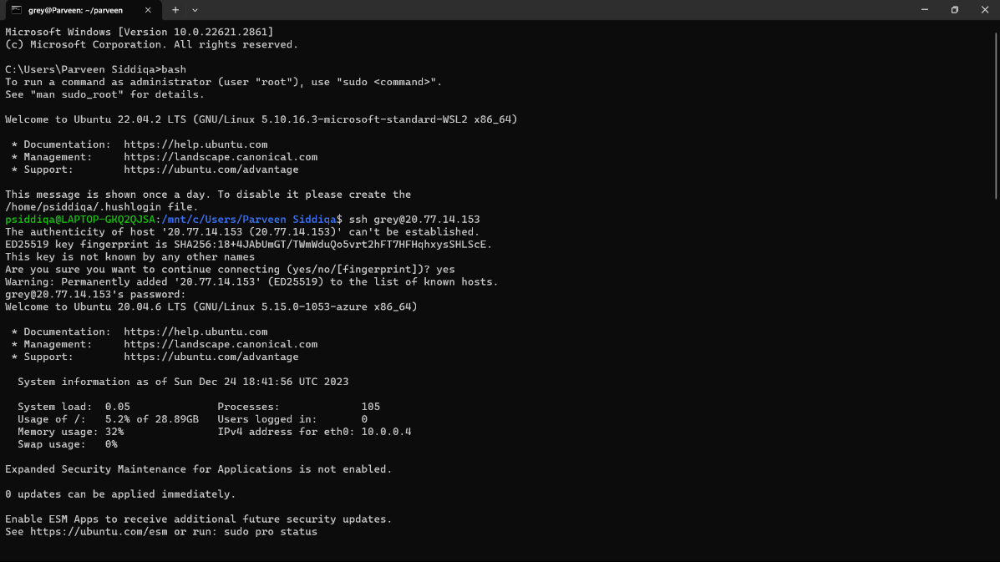 grey@Parveen: ~/parveen
Microsoft Windows [Version 10.0.22621.2861]
(c) Microsoft Corporation. All rights reserved.
C:\Users\Parveen Siddiqa>bash
To run a command as administrator (user "root"), use "sudo <command>".
See "man sudo_root" for details.
Welcome to Ubuntu 22.04.2 LTS (GNU/Linux 5.10.16.3-microsoft-standard-WSL2 x86_64)
* Documentation:  https://help.ubuntu.com
* Management:     https://landscape.canonical.com
* Support:        https://ubuntu.com/advantage
This message is shown once a day. To disable it please create the
/home/psiddiqa/.hushlogin file.
psiddiqa@LAPTOP-GKQ2QJSA:/mnt/c/Users/Parveen Siddiqa$ ssh grey@20.77.14.153
The authenticity of host '20.77.14.153 (20.77.14.153)' can't be established.
ED25519 key fingerprint is SHA256:18+4JAbUmGT/TWmWduQo5vrt2hFT7HFHqhxysSHLScE.
This key is not known by any other names
Are you sure you want to continue connecting (yes/no/[fingerprint])? yes
Warning: Permanently added '20.77.14.153' (ED25519) to the list of known hosts.
grey@20.77.14.153's password:
Welcome to Ubuntu 20.04.6 LTS (GNU/Linux 5.15.0-1053-azure x86_64)
* Documentation:  https://help.ubuntu.com
* Management:     https://landscape.canonical.com
* Support:        https://ubuntu.com/advantage
System information as of Sun Dec 24 18:41:56 UTC 2023
System load:  0.05              Processes:             105
Usage of /:   5.2% of 28.89GB   Users logged in:       0
Memory usage: 32%               IPv4 address for eth0: 10.0.0.4
Swap usage:   0%
Expanded Security Maintenance for Applications is not enabled.
0 updates can be applied immediately.
Enable ESM Apps to receive additional future security updates.
See https://ubuntu.com/esm or run: sudo pro status